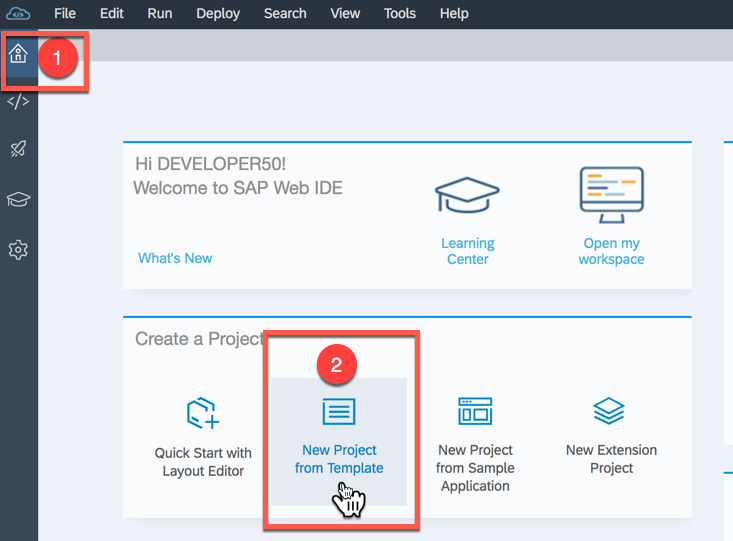 File Edit Run Deploy Search View Tools Help
1
Hi DEVELOPER50!
Welcome to SAP Web IDE
What's New
Learning
Center
Open my
workspace
Create a Project
2
Quick Start with
Layout Editor
New Project
from Template
New Project
from Sample
Application
New Extension
Project